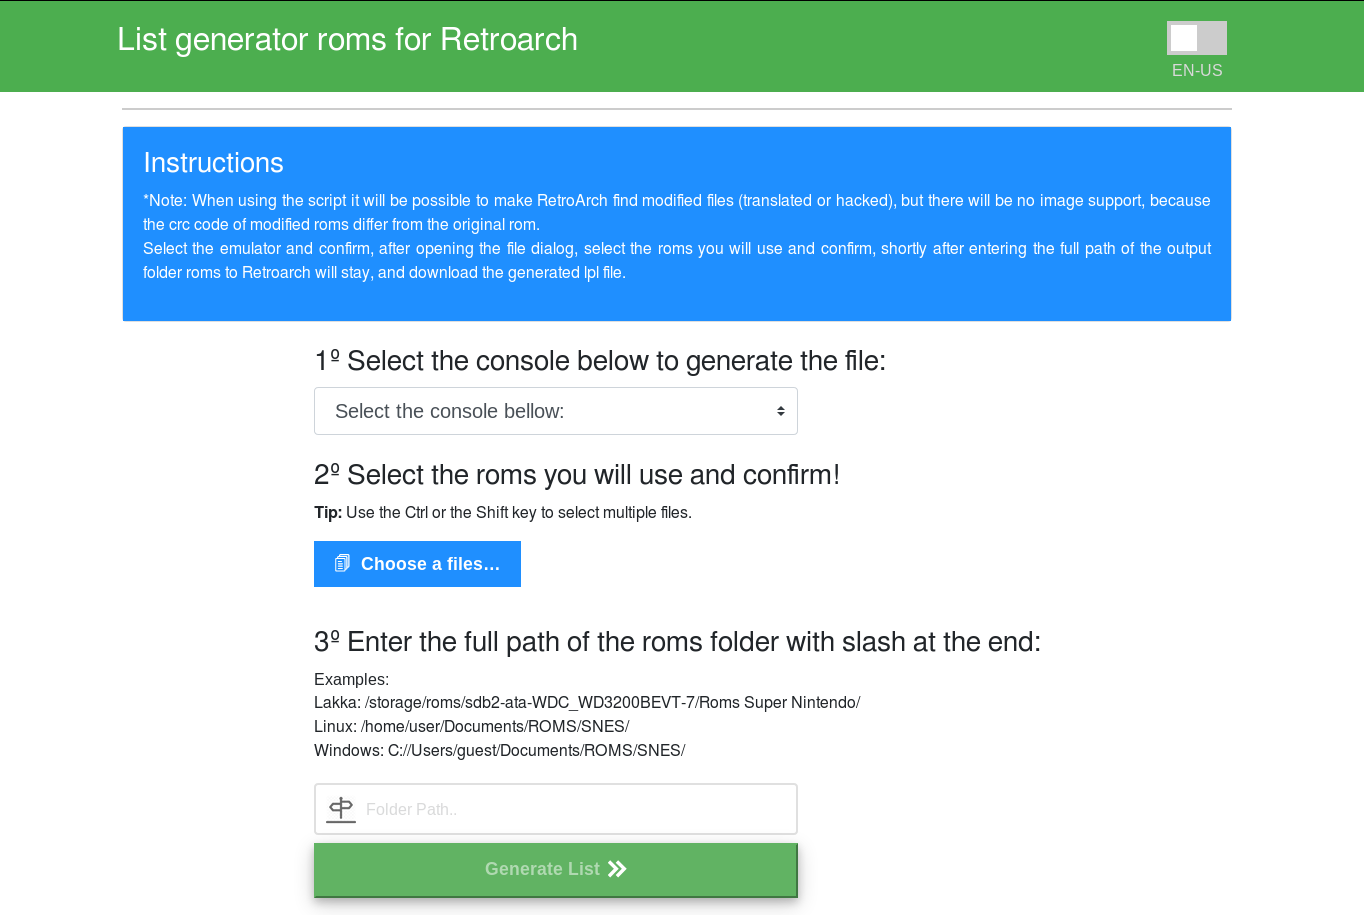 List generator roms for Retroarch
EN-US
Instructions
*Note: When using the script it will be possible to make RetroArch find modified files (translated or hacked), but there will be no image support, because
the crc code of modified roms differ from the original rom.
Select the emulator and confirm, after opening the file dialog, select the roms you will use and confirm, shortly after entering the full path of the output
folder roms to Retroarch will stay, and download the generated lpl file.
1º Select the console below to generate the file:
Select the console bellow:
2º Select the roms you will use and confirm!
Tip: Use the Ctrl or the Shift key to select multiple files.
Choose a files…
3º Enter the full path of the roms folder with slash at the end:
Examples:
Lakka: /storage/roms/sdb2-ata-WDC_WD3200BEVT-7/Roms Super Nintendo/
Linux: /home/user/Documents/ROMS/SNES/
Windows: C://Users/guest/Documents/ROMS/SNES/
Folder Path..
Generate List